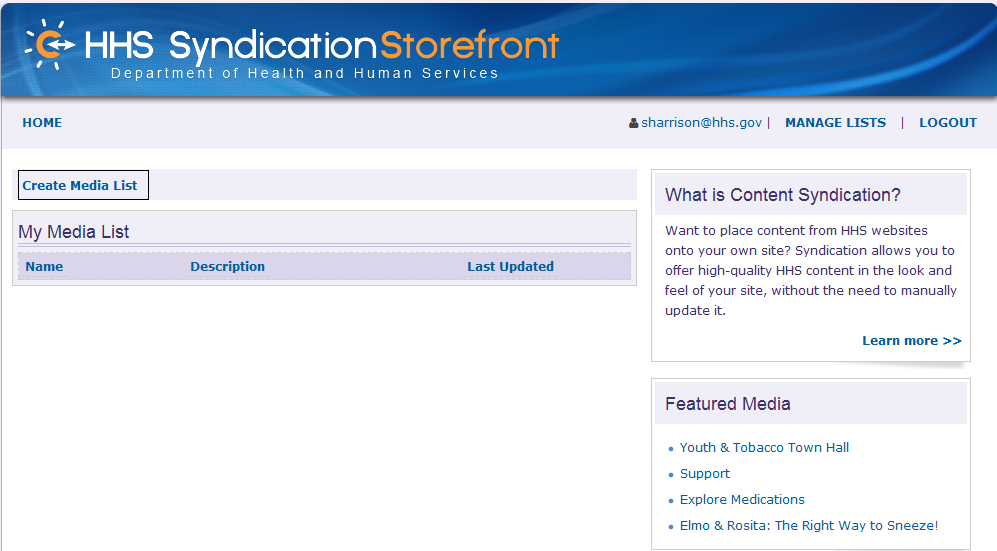 HHS SyndicationStorefront
Department of Health and Human Services
HOME
sharrison@hhs.gov | MANAGE LISTS | LOGOUT
Create Media List
My Media List
Name Description Last Updated
What is Content Syndication?
Want to place content from HHS websites
onto your own site? Syndication allows you to
offer high-quality HHS content in the look and
feel of your site, without the need to manually
update it.
Learn more >>
Featured Media
Youth & Tobacco Town Hall
Support
Explore Medications
Elmo & Rosita: The Right Way to Sneeze!